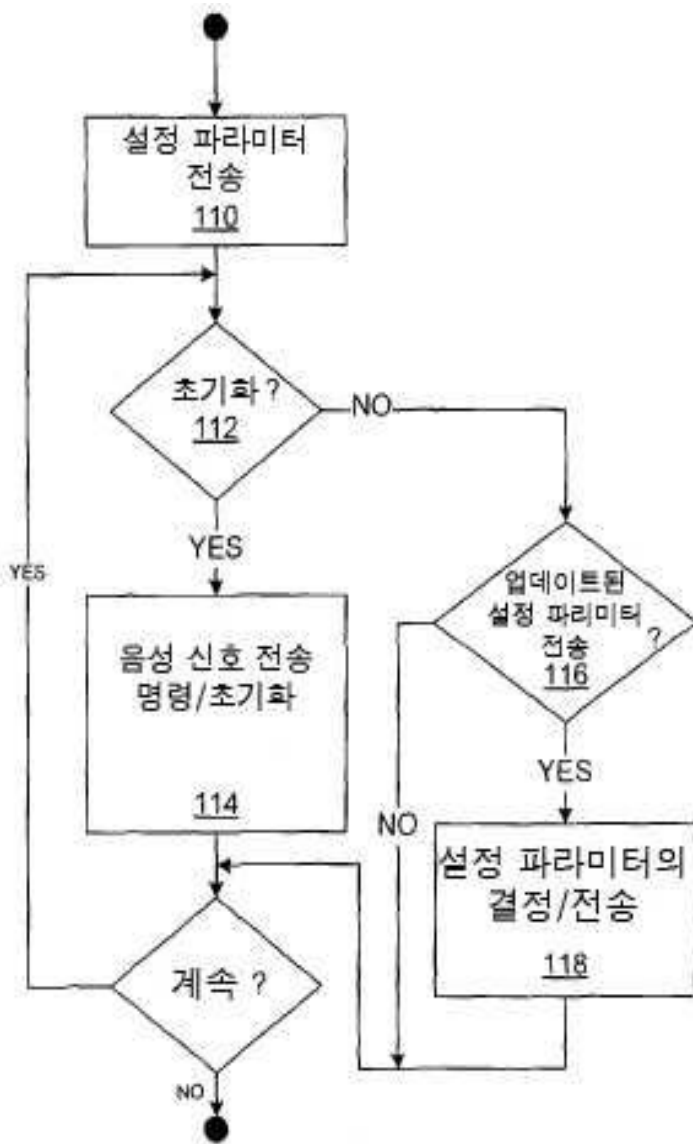 설정 파라미터
전송
110
초기화 ?
112
NO
YES
YES
업데이트된
설정 파리미터
전송 ?
116
음성 신호 전송
명령/초기화
114
YES
NO
설정 파라미터의
결정/전송
118
계속 ?
NO